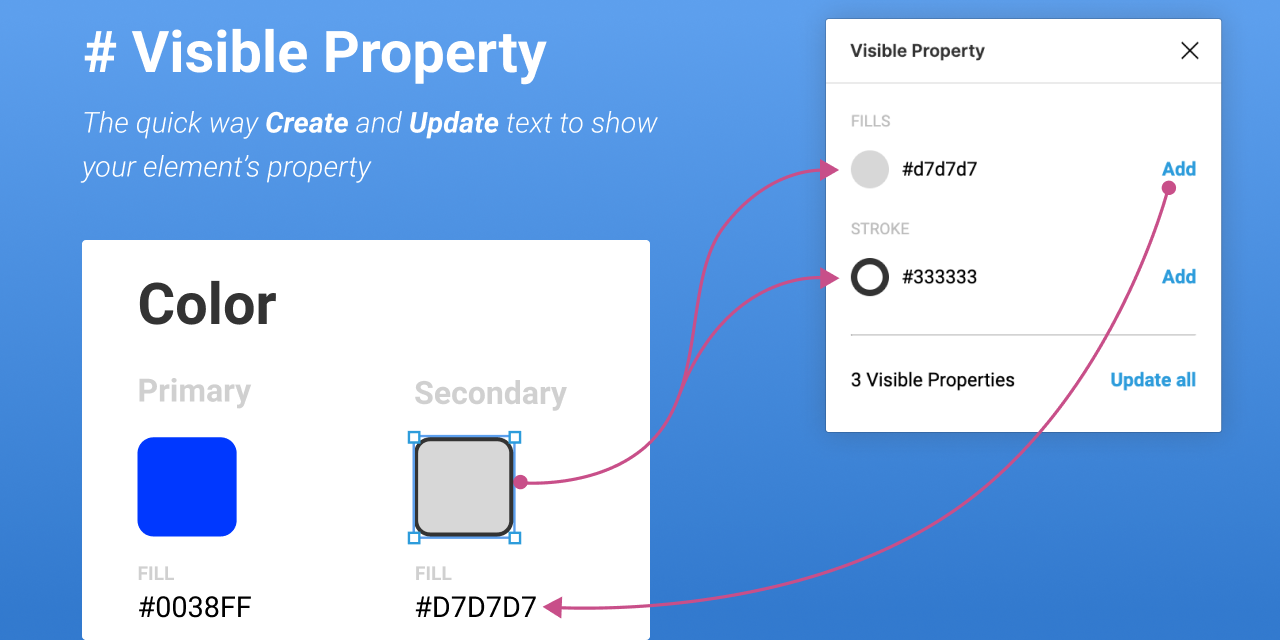 # Visible Property
The quick way Create and Update text to show
your element’s property
Color
Primary
Secondary
FILL
#0038FF
FILL
#D7D7D7
Visible Property
FILLS
#d7d7d7 Add
STROKE
#333333 Add
3 Visible Properties Update all